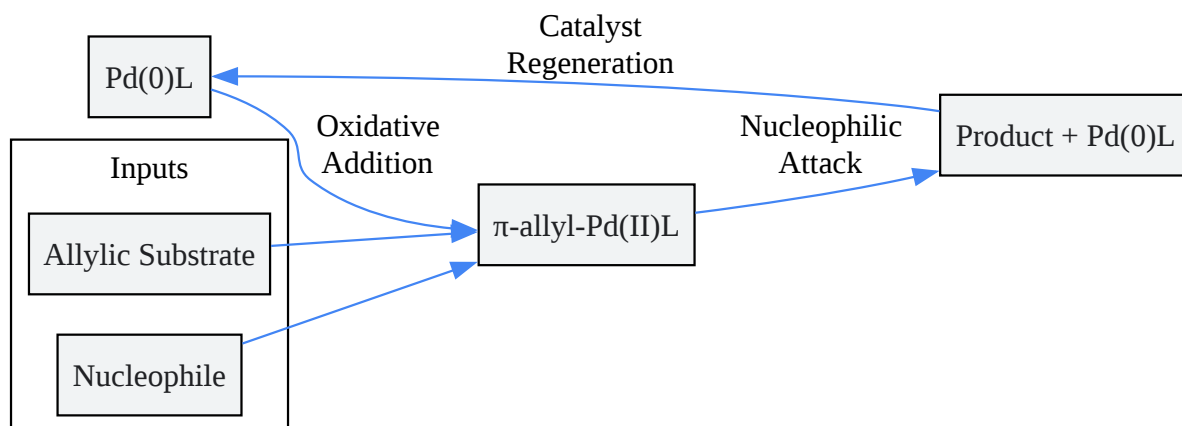 Catalyst
Regeneration
Pd(0)L
Oxidative
Addition
Nucleophilic
Attack
Product + Pd(0)L
Inputs
π-allyl-Pd(II)L
Allylic Substrate
Nucleophile